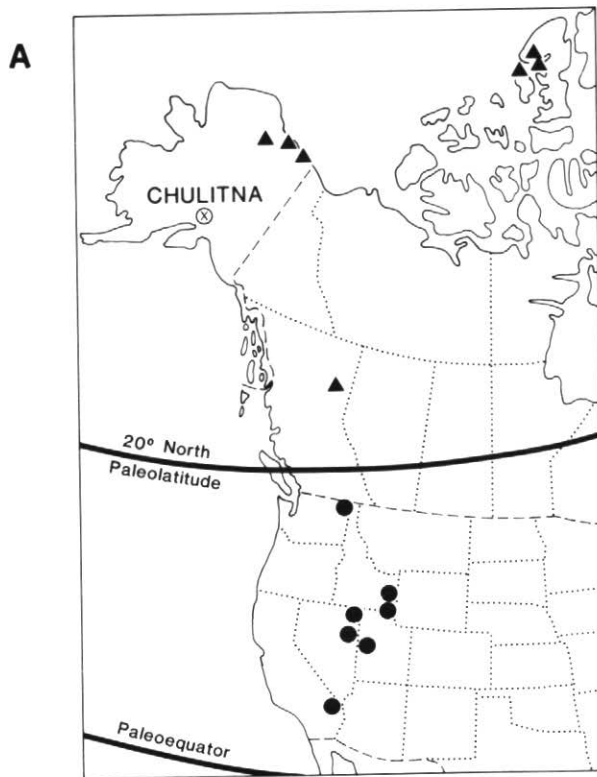 A
CHULITNA
X
20° North
Paleolatitude
Paleoequator